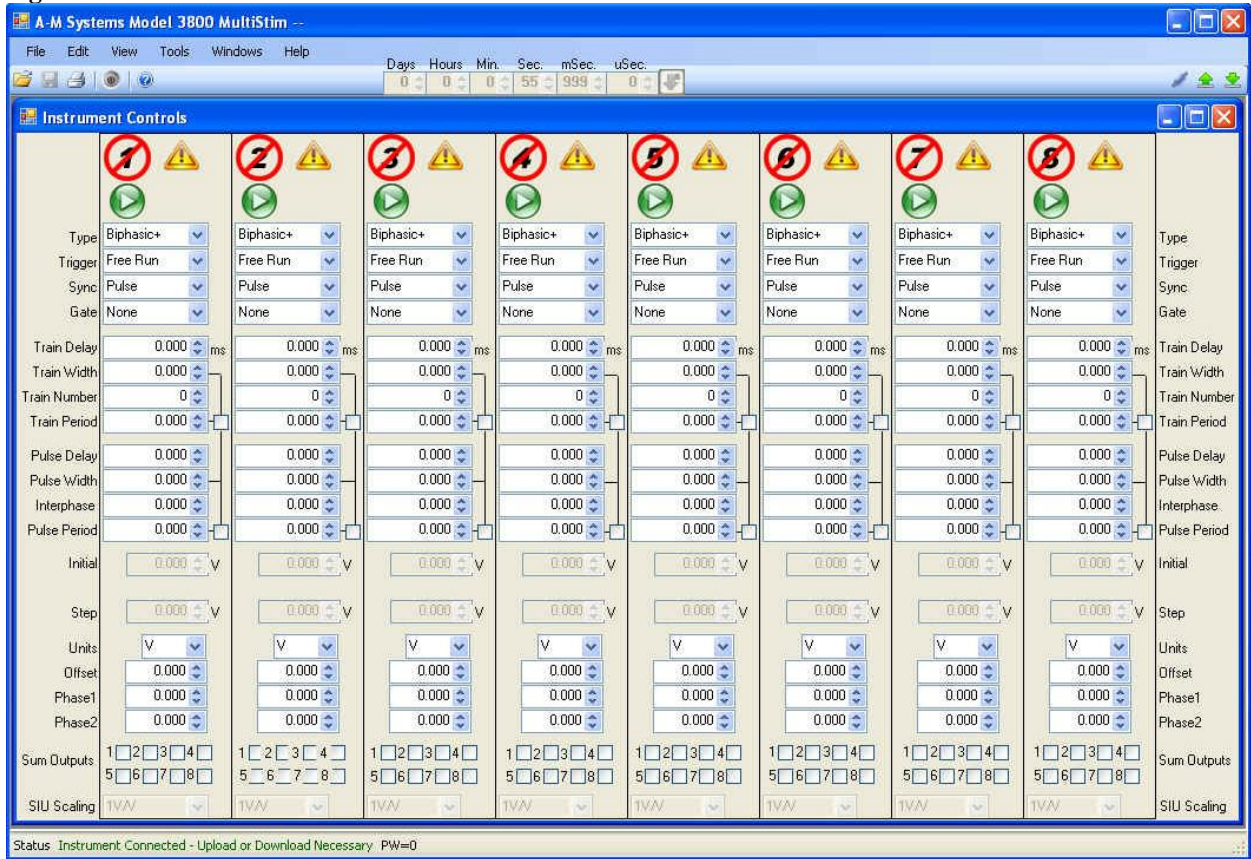 A-M Systems Model 3800 MultiStim --
File Edit View Tools Windows Help
Days Hours Min. Sec. mSec. uSec.
0 0 0 55 999 0
Instrument Controls
1 2 3 4 5 6 7 8
Type Biphasic+ Biphasic+ Biphasic+ Biphasic+ Biphasic+ Biphasic+ Biphasic+ Biphasic+ Type
Trigger Free Run Free Run Free Run Free Run Free Run Free Run Free Run Free Run Trigger
Sync Pulse Pulse Pulse Pulse Pulse Pulse Pulse Pulse Sync
Gate None None None None None None None None Gate
Train Delay 0.000 ms 0.000 ms 0.000 ms 0.000 ms 0.000 ms 0.000 ms 0.000 ms 0.000 ms Train Delay
Train Width 0.000 0.000 0.000 0.000 0.000 0.000 0.000 0.000 Train Width
Train Number 0 0 0 0 0 0 0 0 Train Number
Train Period 0.000 0.000 0.000 0.000 0.000 0.000 0.000 0.000 Train Period
Pulse Delay 0.000 0.000 0.000 0.000 0.000 0.000 0.000 0.000 Pulse Delay
Pulse Width 0.000 0.000 0.000 0.000 0.000 0.000 0.000 0.000 Pulse Width
Interphase 0.000 0.000 0.000 0.000 0.000 0.000 0.000 0.000 Interphase
Pulse Period 0.000 0.000 0.000 0.000 0.000 0.000 0.000 0.000 Pulse Period
Initial 0.000 V 0.000 V 0.000 V 0.000 V 0.000 V 0.000 V 0.000 V 0.000 V Initial
Step 0.000 V 0.000 V 0.000 V 0.000 V 0.000 V 0.000 V 0.000 V 0.000 V Step
Units V V V V V V V V Units
Offset 0.000 0.000 0.000 0.000 0.000 0.000 0.000 0.000 Offset
Phase1 0.000 0.000 0.000 0.000 0.000 0.000 0.000 0.000 Phase1
Phase2 0.000 0.000 0.000 0.000 0.000 0.000 0.000 0.000 Phase2
Sum Outputs 1 2 3 4 1 2 3 4 1 2 3 4 1 2 3 4 1 2 3 4 1 2 3 4 1 2 3 4 1 2 3 4 Sum Outputs
5 6 7 8 5 6 7 8 5 6 7 8 5 6 7 8 5 6 7 8 5 6 7 8 5 6 7 8 5 6 7 8
SIU Scaling 1V/V 1V/V 1V/V 1V/V 1V/V 1V/V 1V/V 1V/V SIU Scaling
Status Instrument Connected - Upload or Download Necessary PW=0